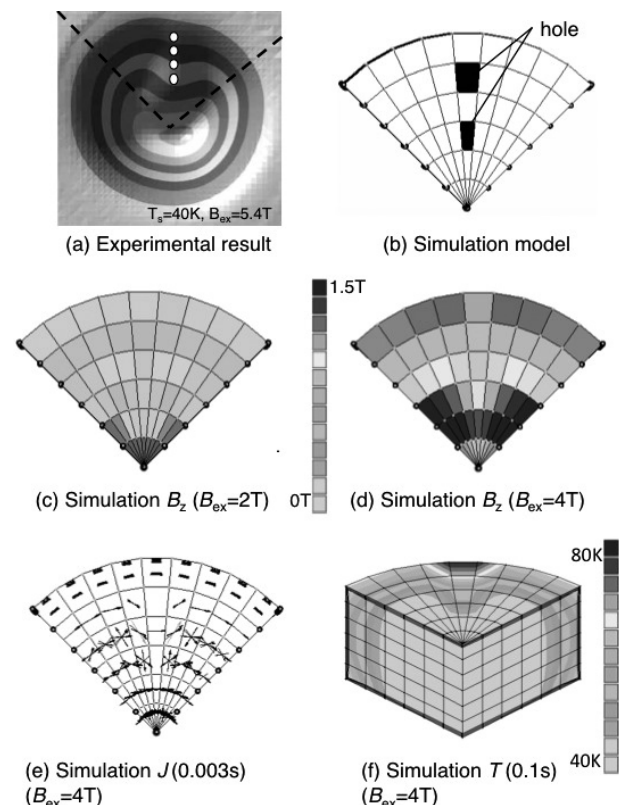 hole
Tₛ=40K, Bₑₓ=5.4T
(a) Experimental result
(b) Simulation model
1.5T
0T
(c) Simulation Bz (Bₑₓ=2T)
(d) Simulation Bz (Bₑₓ=4T)
80K
40K
(e) Simulation J(0.003s)
(Bₑₓ=4T)
(f) Simulation T(0.1s)
(Bₑₓ=4T)